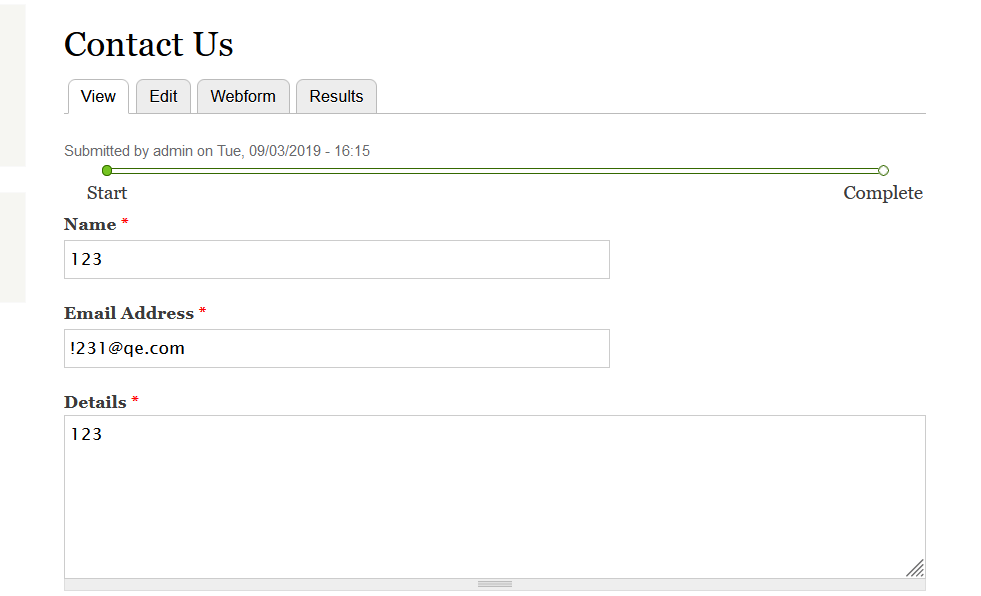 Contact Us
View Edit Webform Results
Submitted by admin on Tue, 09/03/2019 - 16:15
Start Complete
Name *
123
Email Address *
!231@qe.com
Details *
123